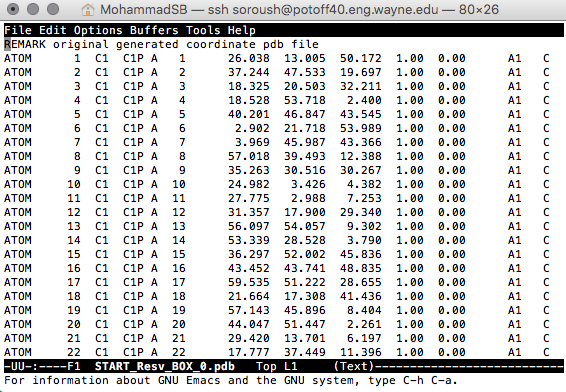 MohammadSB — ssh soroush@potoff40.eng.wayne.edu — 80×26
File Edit Options Buffers Tools Help
REMARK original generated coordinate pdb file
ATOM      1  C1  C1P A   1      26.038  13.005  50.172  1.00  0.00      A1   C
ATOM      2  C1  C1P A   2      37.244  47.533  19.697  1.00  0.00      A1   C
ATOM      3  C1  C1P A   3      18.325  20.503  32.211  1.00  0.00      A1   C
ATOM      4  C1  C1P A   4      18.528  53.718   2.400  1.00  0.00      A1   C
ATOM      5  C1  C1P A   5      40.201  46.847  43.545  1.00  0.00      A1   C
ATOM      6  C1  C1P A   6       2.902  21.718  53.989  1.00  0.00      A1   C
ATOM      7  C1  C1P A   7       3.969  45.987  43.366  1.00  0.00      A1   C
ATOM      8  C1  C1P A   8      57.018  39.493  12.388  1.00  0.00      A1   C
ATOM      9  C1  C1P A   9      35.263  30.516  30.267  1.00  0.00      A1   C
ATOM     10  C1  C1P A  10      24.982   3.426   4.382  1.00  0.00      A1   C
ATOM     11  C1  C1P A  11      27.775   2.988   7.253  1.00  0.00      A1   C
ATOM     12  C1  C1P A  12      31.357  17.900  29.340  1.00  0.00      A1   C
ATOM     13  C1  C1P A  13      56.097  54.057   9.302  1.00  0.00      A1   C
ATOM     14  C1  C1P A  14      53.339  28.528   3.790  1.00  0.00      A1   C
ATOM     15  C1  C1P A  15      36.297  52.002  45.836  1.00  0.00      A1   C
ATOM     16  C1  C1P A  16      43.452  43.741  48.835  1.00  0.00      A1   C
ATOM     17  C1  C1P A  17      59.535  51.222  28.655  1.00  0.00      A1   C
ATOM     18  C1  C1P A  18      21.664  17.308  41.436  1.00  0.00      A1   C
ATOM     19  C1  C1P A  19      57.143  45.896   8.404  1.00  0.00      A1   C
ATOM     20  C1  C1P A  20      44.047  51.447   2.261  1.00  0.00      A1   C
ATOM     21  C1  C1P A  21      29.420  13.701   6.197  1.00  0.00      A1   C
ATOM     22  C1  C1P A  22      17.777  37.449  11.396  1.00  0.00      A1   C
-UU-:----F1  START_Resv_BOX_0.pdb   Top L1     (Text)----------------------------
For information about GNU Emacs and the GNU system, type C-h C-a.